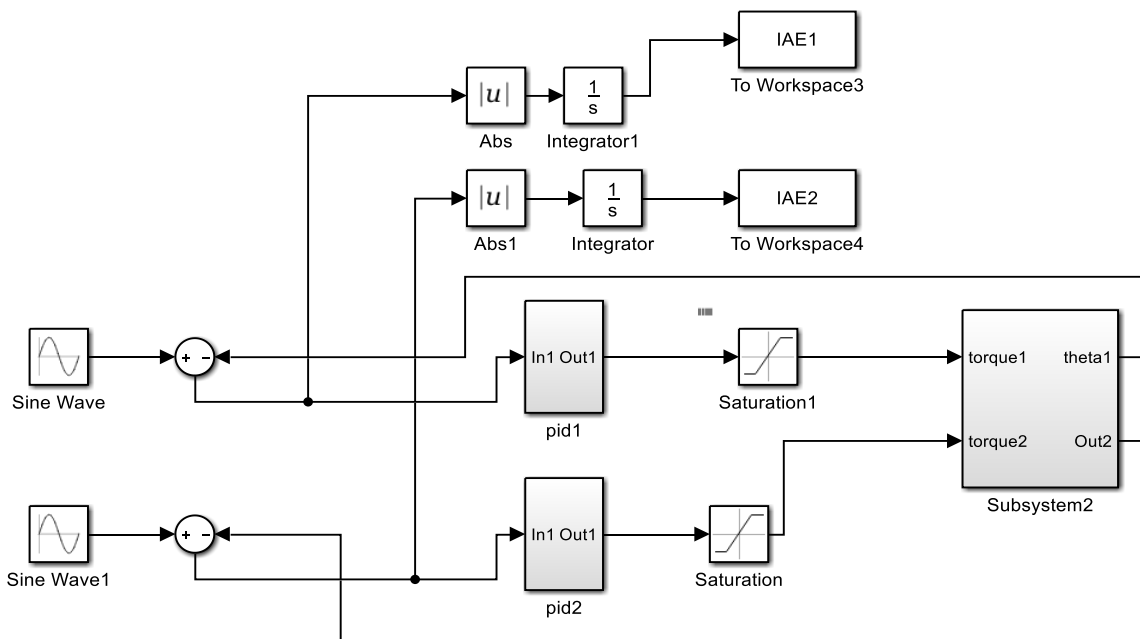 IAE1
To Workspace3
|u|
1
s
Abs
Integrator1
|u|
1
s
IAE2
Abs1
Integrator
To Workspace4
+ −
In1 Out1
torque1 theta1
Sine Wave
pid1
Saturation1
torque2 Out2
Subsystem2
+ −
In1 Out1
Sine Wave1
pid2
Saturation